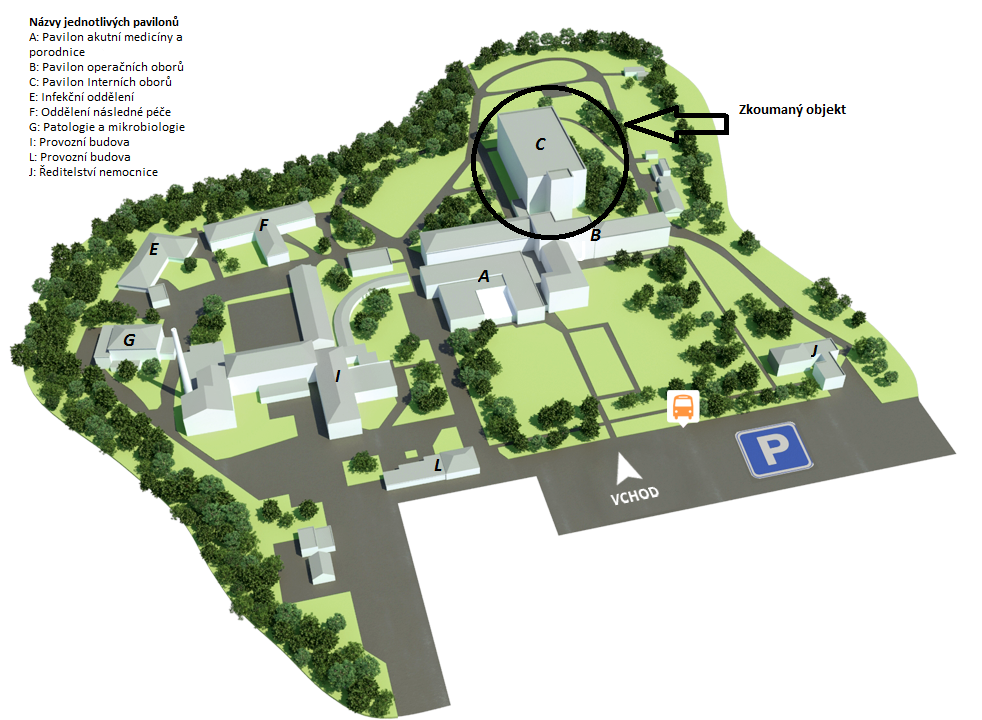 Názvy jednotlivých pavilonů
A: Pavilon akutní medicíny a
porodnice
B: Pavilon operačních oborů
C: Pavilon Interních oborů
E: Infekční oddělení
F: Oddělení následné péče
G: Patologie a mikrobiologie
I: Provozní budova
L: Provozní budova
J: Ředitelství nemocnice
Zkoumaný objekt
C
B
F
E
A
G
J
I
L
P
VCHOD